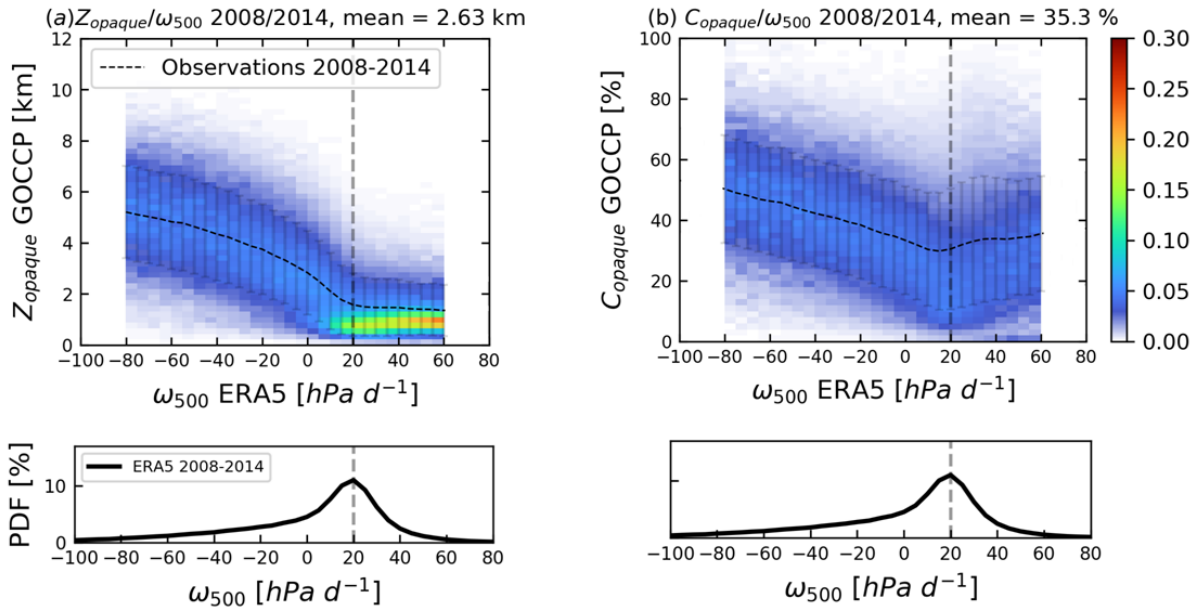 (a)Z_opaque/ω_500 2008/2014, mean = 2.63 km
12
10
8
6
4
2
0
Z_opaque GOCCP [km]
Observations 2008-2014
−100 −80 −60 −40 −20 0 20 40 60 80
ω_500 ERA5 [hPa d⁻¹]
(b) C_opaque/ω_500 2008/2014, mean = 35.3 %
100
80
60
40
20
0
C_opaque GOCCP [%]
−100 −80 −60 −40 −20 0 20 40 60 80
ω_500 ERA5 [hPa d⁻¹]
0.30
0.25
0.20
0.15
0.10
0.05
0.00
PDF [%]
10
0
ERA5 2008-2014
−100 −80 −60 −40 −20 0 20 40 60 80
ω_500 [hPa d⁻¹]
−100 −80 −60 −40 −20 0 20 40 60 80
ω_500 [hPa d⁻¹]